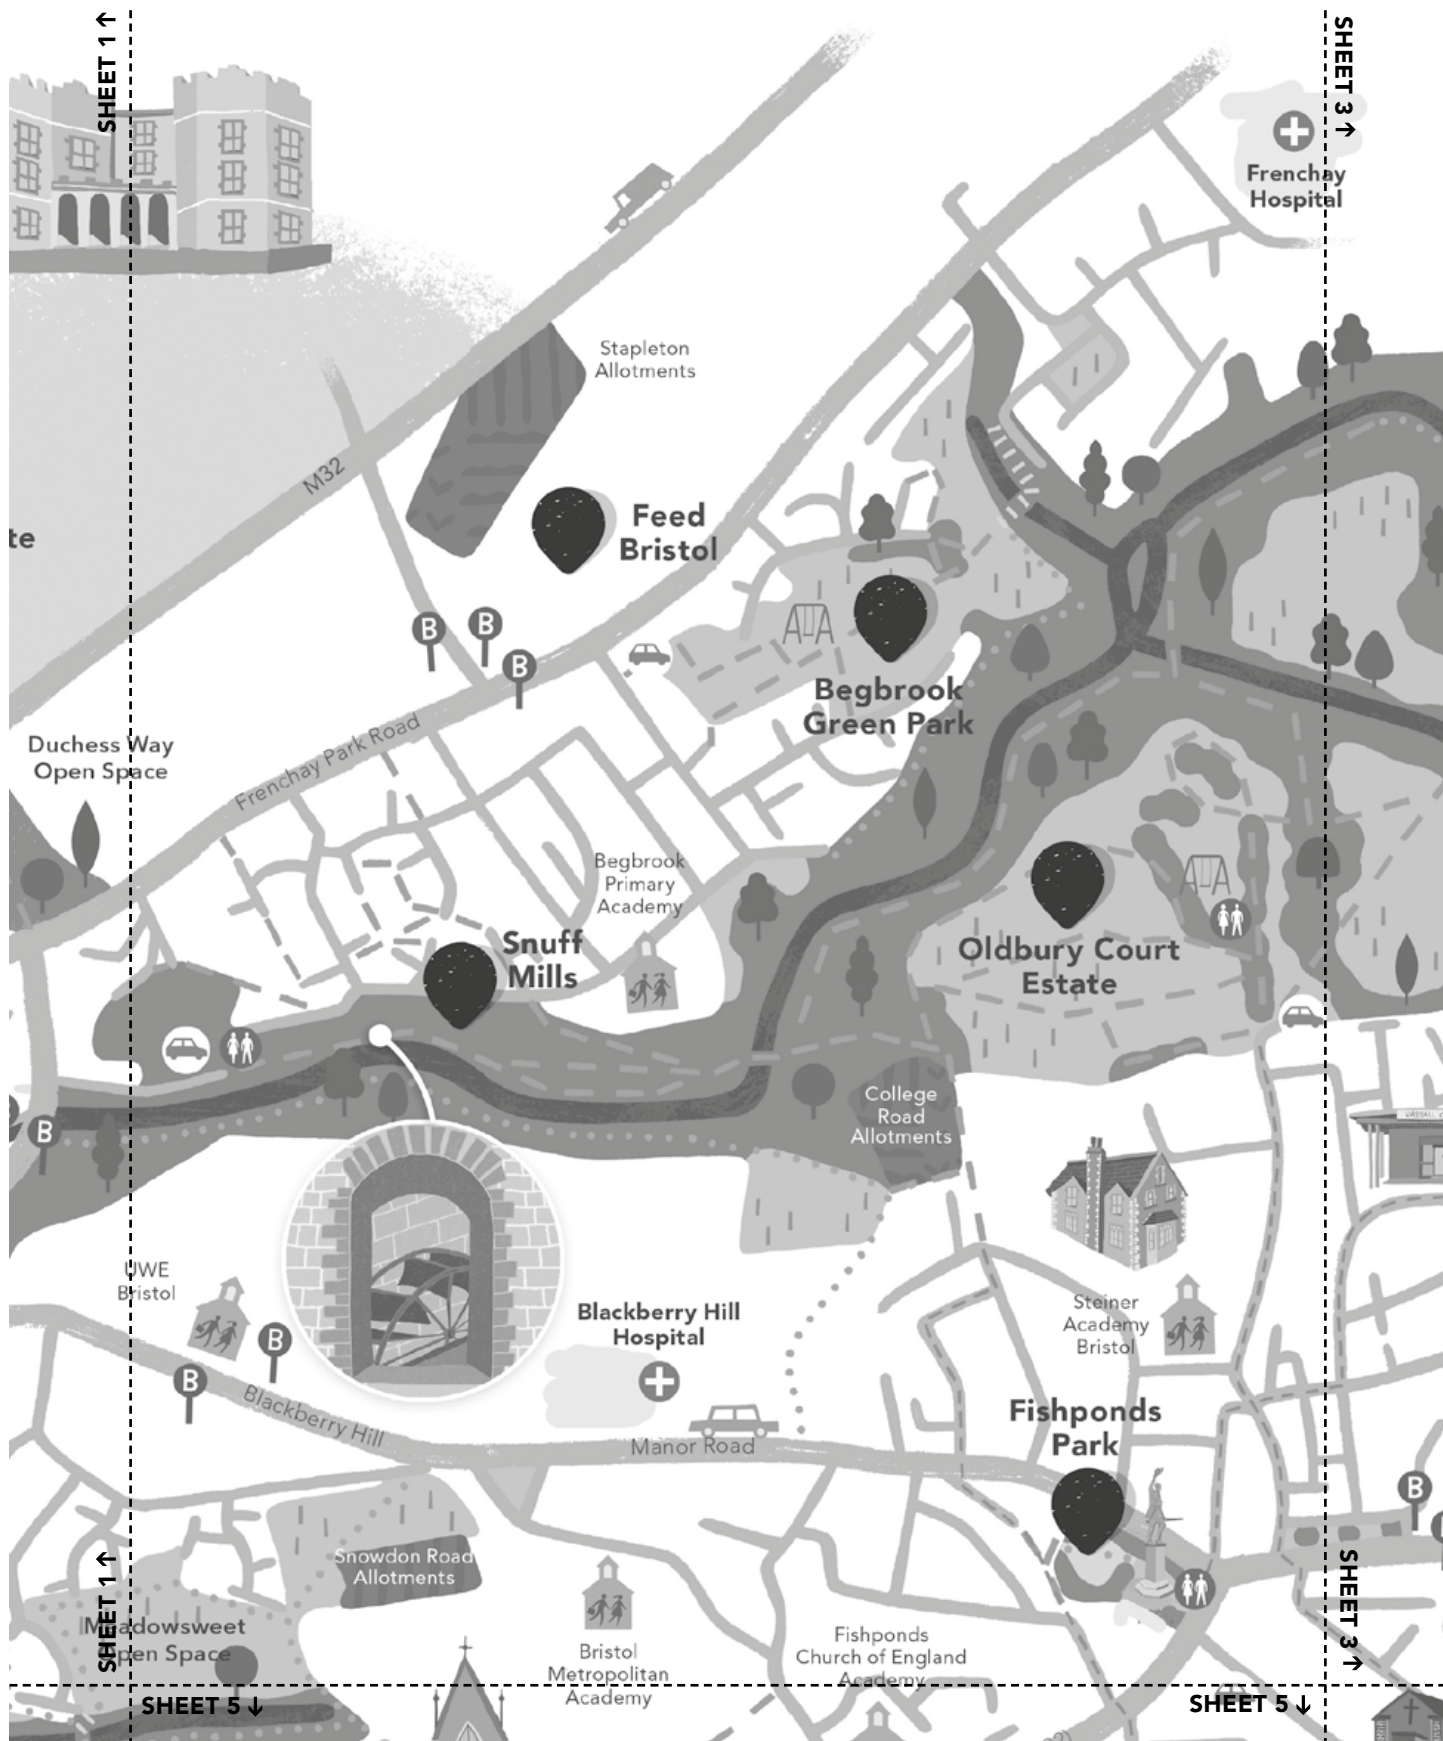 SHEET 1 ↑
SHEET 3 ↑
Frenchay
Hospital
Stapleton
Allotments
M32
te
Feed
Bristol
B
B
B
Begbrook
Green Park
Duchess Way
Open Space
Frenchay Park Road
Begbrook
Primary
Academy
Snuff
Mills
Oldbury Court
Estate
College
Road
Allotments
B
UWE
Bristol
B
B
Blackberry Hill
Blackberry Hill
Hospital
Manor Road
Steiner
Academy
Bristol
Fishponds
Park
B
Snowdon Road
Allotments
Meadowsweet
Open Space
SHEET 1 ↑
SHEET 3 ↑
Bristol
Metropolitan
Academy
Fishponds
Church of England
Academy
SHEET 5 ↓
SHEET 5 ↓